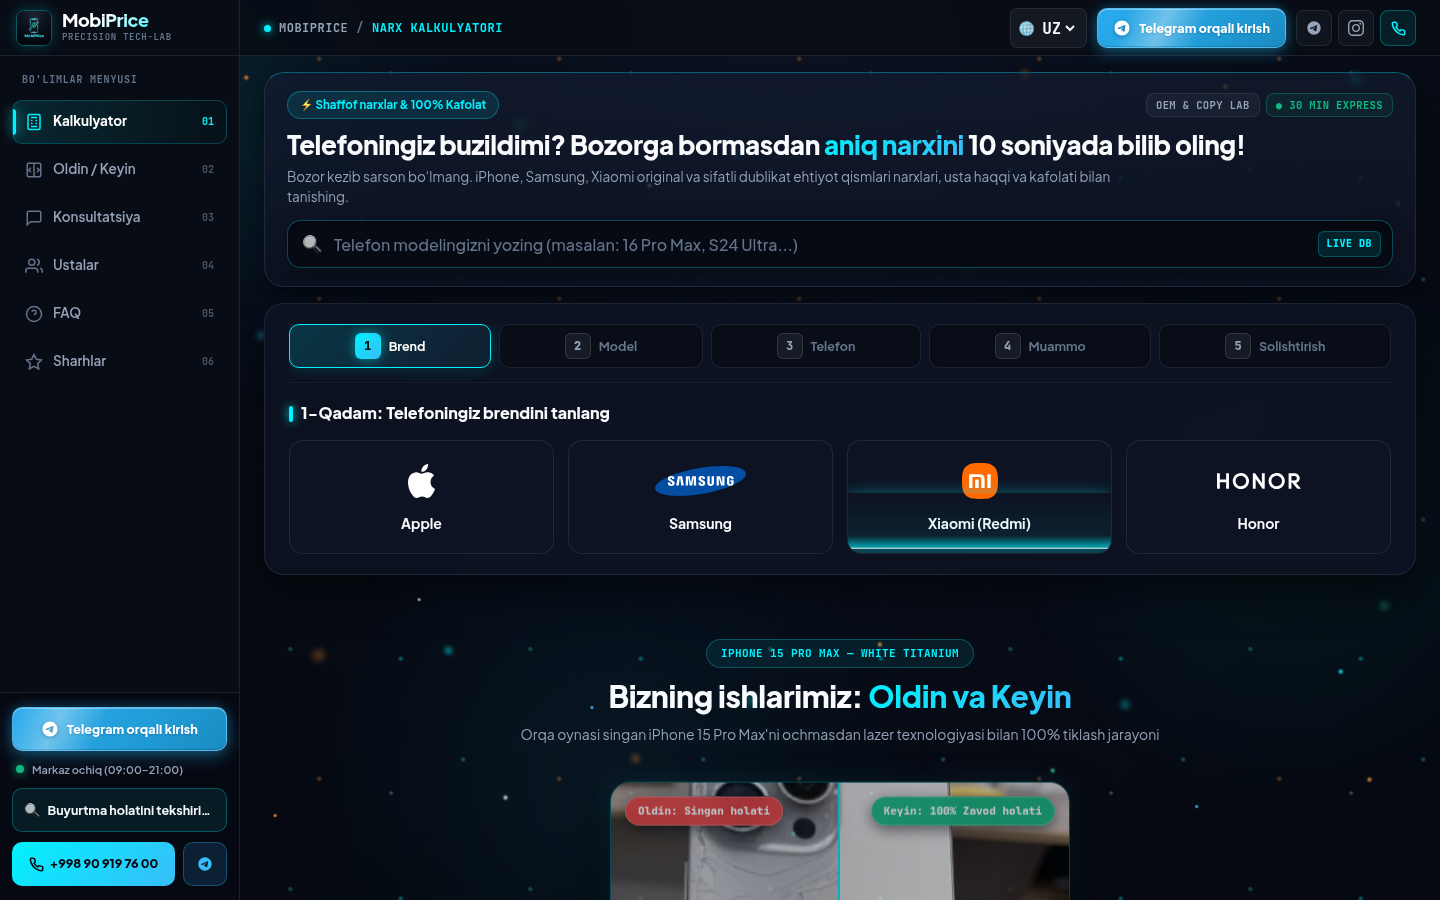 MobiPrice
PRECISION TECH-LAB
BO'LIMLAR MENYUSI
Kalkulyator 01
Oldin / Keyin 02
Konsultatsiya 03
Ustalar 04
FAQ 05
Sharhlar 06
Telegram orqali kirish
Markaz ochiq (09:00–21:00)
Buyurtma holatini tekshiri...
+998 90 919 76 00
MOBIPRICE / NARX KALKULYATORI
UZ
Telegram orqali kirish
⚡ Shaffof narxlar & 100% Kafolat
OEM & COPY LAB
● 30 MIN EXPRESS
Telefoningiz buzildimi? Bozorga bormasdan aniq narxini 10 soniyada bilib oling!
Bozor kezib sarson bo'lmang. iPhone, Samsung, Xiaomi original va sifatli dublikat ehtiyot qismlari narxlari, usta haqqi va kafolati bilan
tanishing.
Telefon modelingizni yozing (masalan: 16 Pro Max, S24 Ultra...)
LIVE DB
1 Brend
2 Model
3 Telefon
4 Muammo
5 Solishtirish
1-Qadam: Telefoningiz brendini tanlang
Apple
SAMSUNG
Samsung
mi
Xiaomi (Redmi)
HONOR
Honor
IPHONE 15 PRO MAX — WHITE TITANIUM
Bizning ishlarimiz: Oldin va Keyin
Orqa oynasi singan iPhone 15 Pro Max'ni ochmasdan lazer texnologiyasi bilan 100% tiklash jarayoni
Oldin: Singan holati
Keyin: 100% Zavod holati